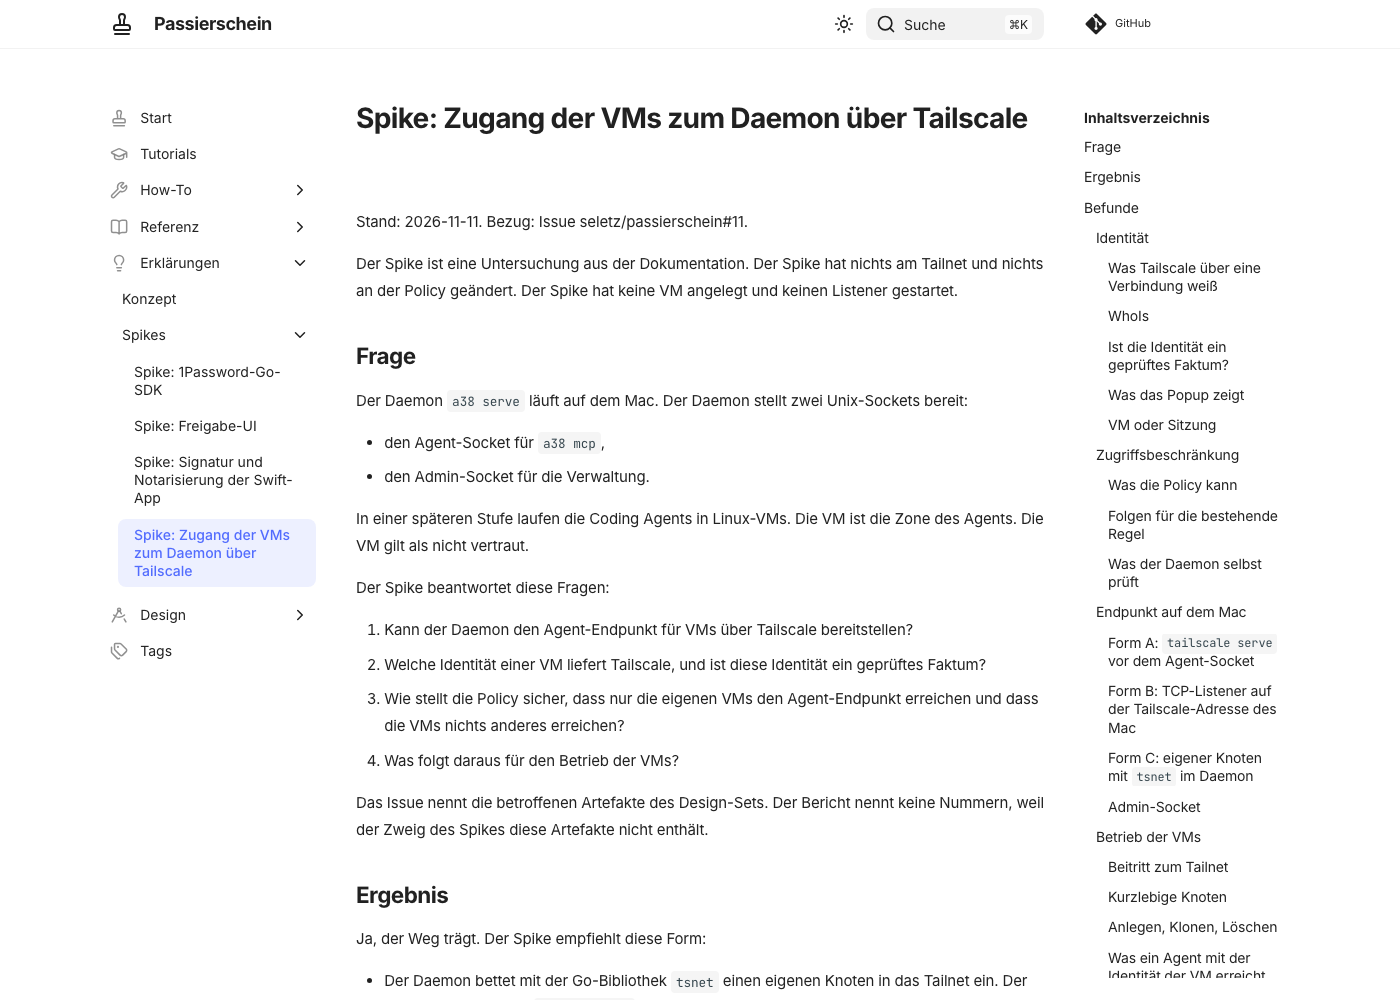 Passierschein
Suche
⌘K
GitHub
Start
Tutorials
How-To
Referenz
Erklärungen
Konzept
Spikes
Spike: 1Password-Go-
SDK
Spike: Freigabe-UI
Spike: Signatur und
Notarisierung der Swift-
App
Spike: Zugang der VMs
zum Daemon über
Tailscale
Design
Tags
Spike: Zugang der VMs zum Daemon über Tailscale
Stand: 2026-11-11. Bezug: Issue seletz/passierschein#11.
Der Spike ist eine Untersuchung aus der Dokumentation. Der Spike hat nichts am Tailnet und nichts
an der Policy geändert. Der Spike hat keine VM angelegt und keinen Listener gestartet.
Frage
Der Daemon a38 serve läuft auf dem Mac. Der Daemon stellt zwei Unix-Sockets bereit:
• den Agent-Socket für a38 mcp,
• den Admin-Socket für die Verwaltung.
In einer späteren Stufe laufen die Coding Agents in Linux-VMs. Die VM ist die Zone des Agents. Die
VM gilt als nicht vertraut.
Der Spike beantwortet diese Fragen:
1. Kann der Daemon den Agent-Endpunkt für VMs über Tailscale bereitstellen?
2. Welche Identität einer VM liefert Tailscale, und ist diese Identität ein geprüftes Faktum?
3. Wie stellt die Policy sicher, dass nur die eigenen VMs den Agent-Endpunkt erreichen und dass
die VMs nichts anderes erreichen?
4. Was folgt daraus für den Betrieb der VMs?
Das Issue nennt die betroffenen Artefakte des Design-Sets. Der Bericht nennt keine Nummern, weil
der Zweig des Spikes diese Artefakte nicht enthält.
Ergebnis
Ja, der Weg trägt. Der Spike empfiehlt diese Form:
• Der Daemon bettet mit der Go-Bibliothek tsnet einen eigenen Knoten in das Tailnet ein. Der
Inhaltsverzeichnis
Frage
Ergebnis
Befunde
Identität
Was Tailscale über eine
Verbindung weiß
WhoIs
Ist die Identität ein
geprüftes Faktum?
Was das Popup zeigt
VM oder Sitzung
Zugriffsbeschränkung
Was die Policy kann
Folgen für die bestehende
Regel
Was der Daemon selbst
prüft
Endpunkt auf dem Mac
Form A: tailscale serve
vor dem Agent-Socket
Form B: TCP-Listener auf
der Tailscale-Adresse des
Mac
Form C: eigener Knoten
mit tsnet im Daemon
Admin-Socket
Betrieb der VMs
Beitritt zum Tailnet
Kurzlebige Knoten
Anlegen, Klonen, Löschen
Was ein Agent mit der
Identität der VM erreicht